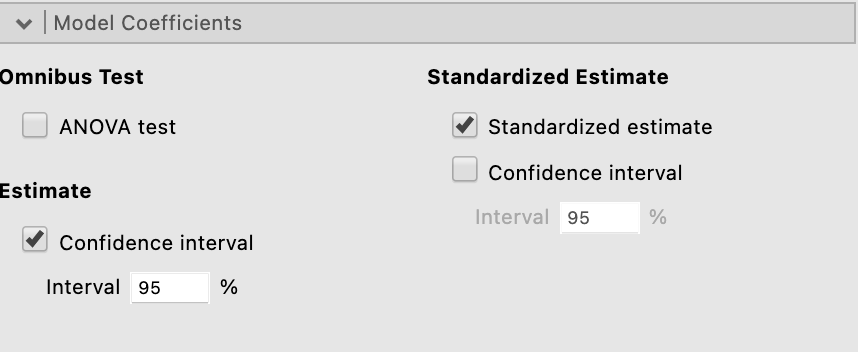 Model Coefficients
Omnibus Test
ANOVA test
Estimate
Confidence interval
Interval 95 %
Standardized Estimate
Standardized estimate
Confidence interval
Interval 95 %